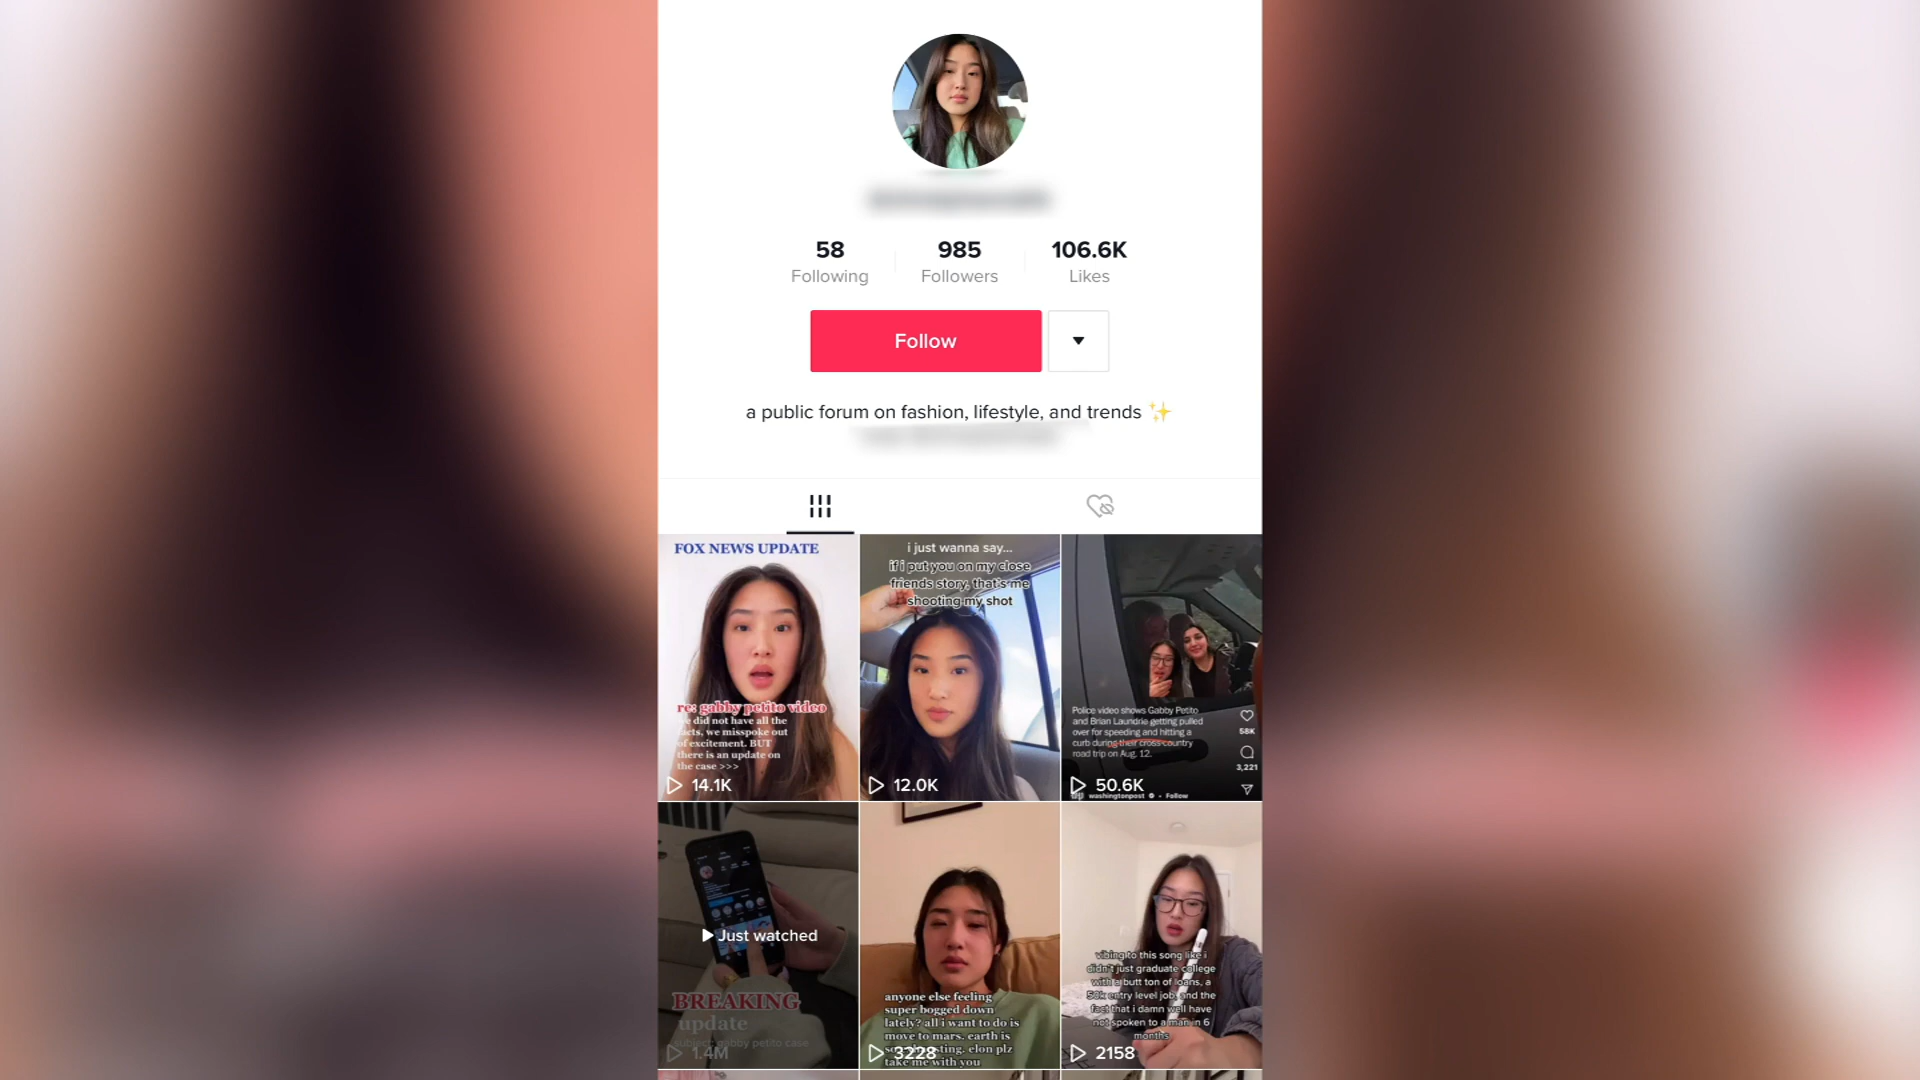 58
985
106.6K
Following
Followers
Likes
Follow
a public forum on fashion, lifestyle, and trends ✨
FOX NEWS UPDATE
re: gabby petito video
we did not have all the
facts, we misspoke out
of excitement. BUT
there is an update on
the case >>>
14.1K
i just wanna say...
if i put you on my close
friends story, that's me
shooting my shot
12.0K
Police video shows Gabby Petito
and Brian Laundrie getting pulled
over for speeding and hitting a
curb during their cross-country
road trip on Aug. 12.
58K
3,221
50.6K
washingtonpost • Follow
Just watched
BREAKING
update
subject: gabby petito case
1.4M
anyone else feeling
super bogged down
lately? all i want to do is
move to mars. earth is
elon plz
take me with you
3228
vibing to this song like i
didn't just graduate college
with a butt ton of loans, a
50k entry level job, and the
fact that i damn well have
not spoken to a man in 6
months
2158